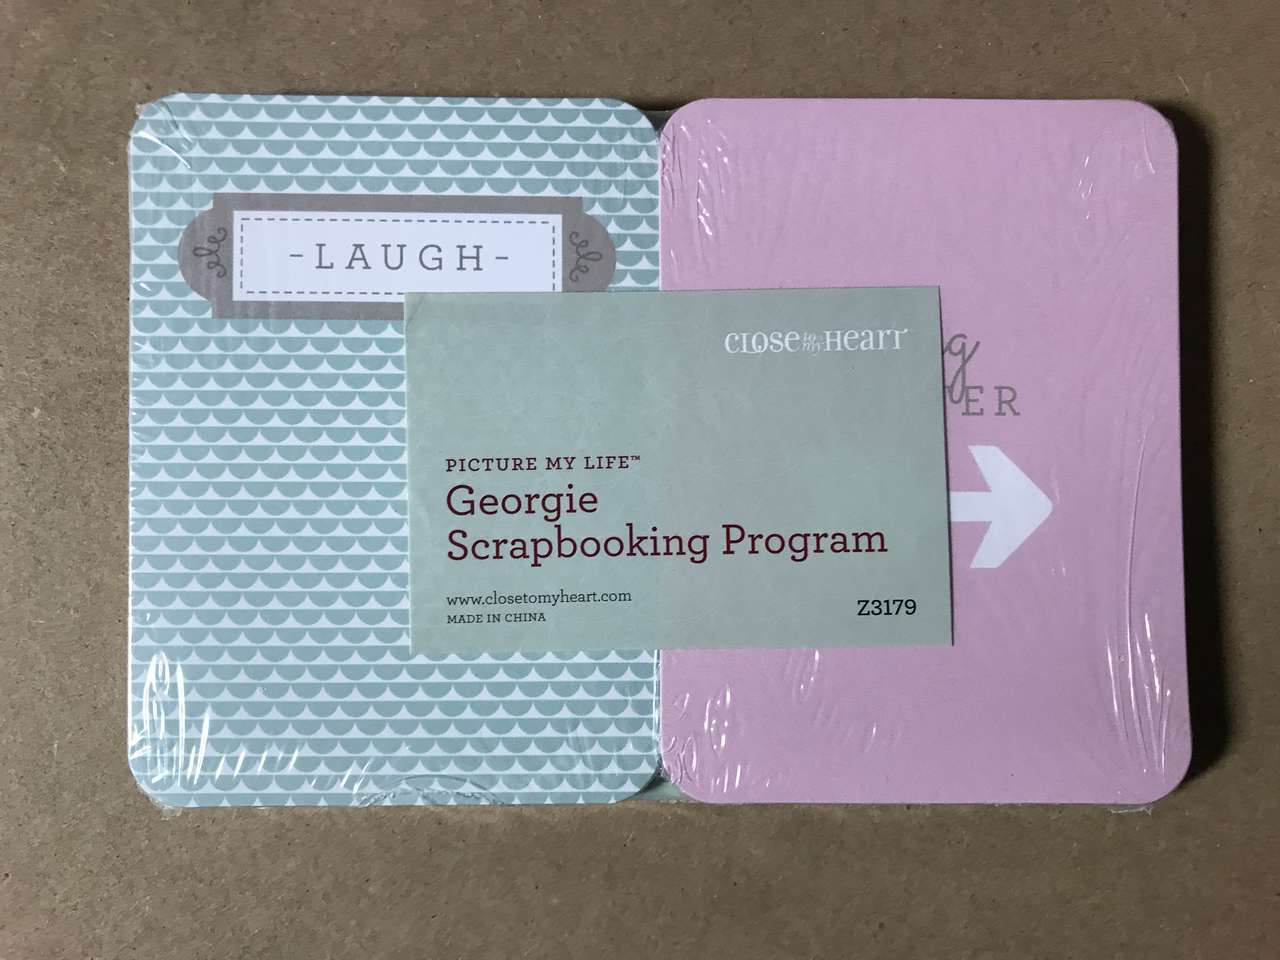 -LAUGH-
CLOSE to my HEART
PICTURE MY LIFE™
Georgie
Scrapbooking Program
www.closetomyheart.com
MADE IN CHINA
Z3179